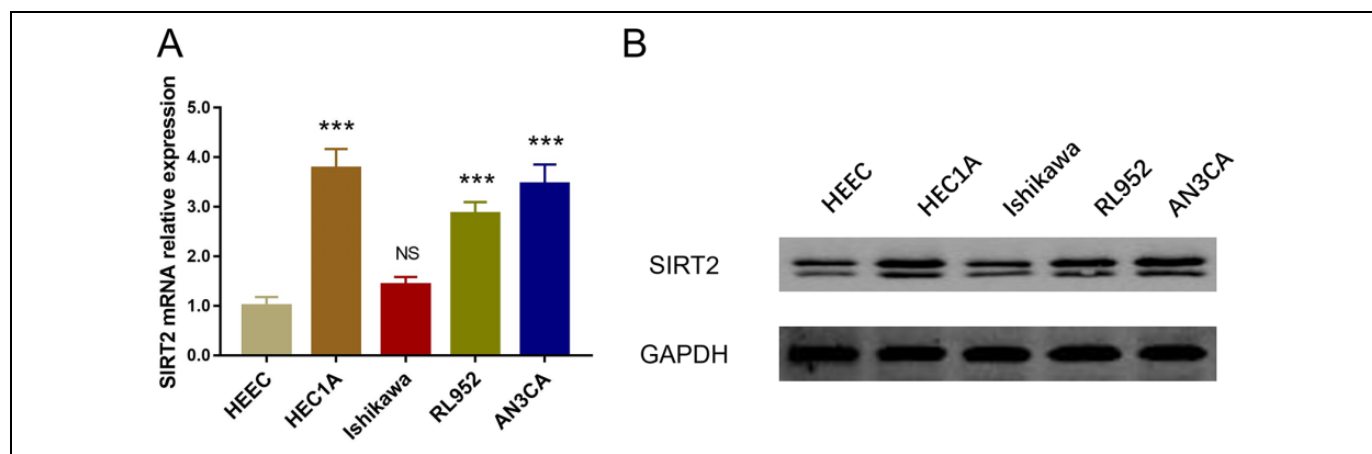 A
SIRT2 mRNA relative expression
5.0
4.0
3.0
2.0
1.0
0.0
***
NS
***
***
HEEC
HEC1A
Ishikawa
RL952
AN3CA
B
HEEC
HEC1A
Ishikawa
RL952
AN3CA
SIRT2
GAPDH